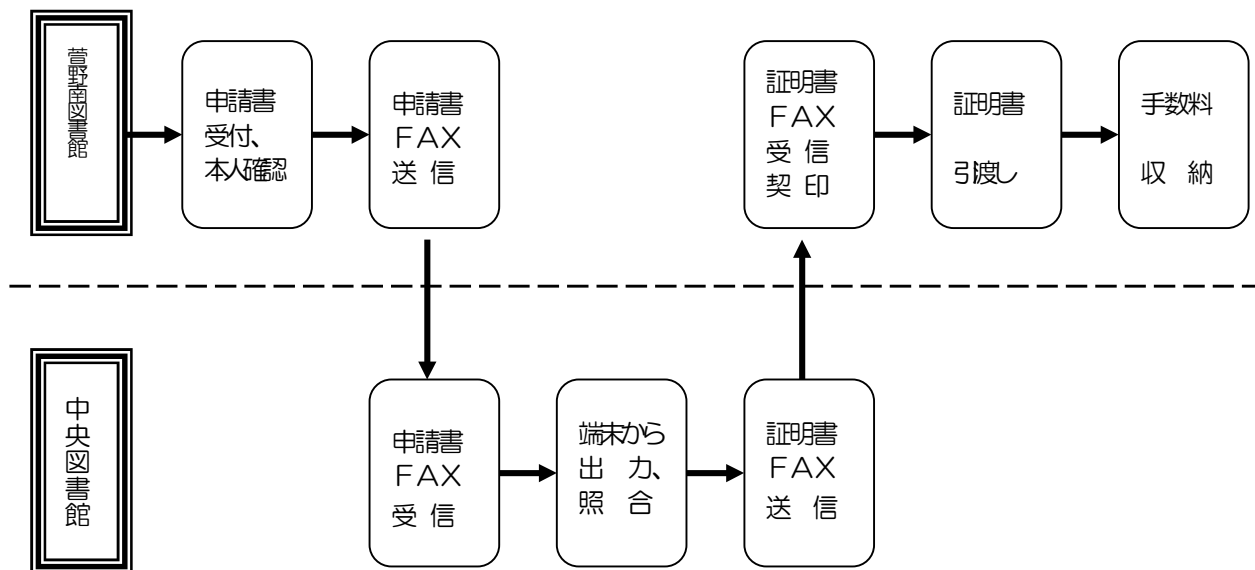 菅野南図書館
申請書
受付、
本人確認
申請書
FAX
送信
証明書
FAX
受信
契印
証明書
引渡し
手数料
収納
中央図書館
申請書
FAX
受信
端末から
出力、
照合
証明書
FAX
送信